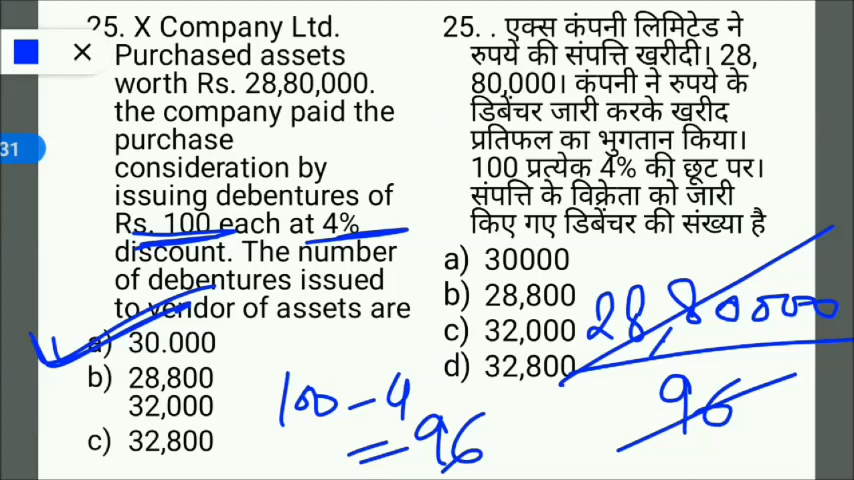 25. X Company Ltd.
Purchased assets
worth Rs. 28,80,000.
the company paid the
purchase
consideration by
issuing debentures of
Rs. 100 each at 4%
discount. The number
of debentures issued
to vendor of assets are
a) 30.000
b) 28,800
32,000
c) 32,800
25. . एक्स कंपनी लिमिटेड ने
रुपये की संपत्ति खरीदी। 28,
80,000। कंपनी ने रुपये के
डिबेंचर जारी करके खरीद
प्रतिफल का भुगतान किया।
100 प्रत्येक 4% की छूट पर।
संपत्ति के विक्रेता को जारी
किए गए डिबेंचर की संख्या है
a) 30000
b) 28,800
c) 32,000
d) 32,800
28,80000
96
100 - 4
= 96
31